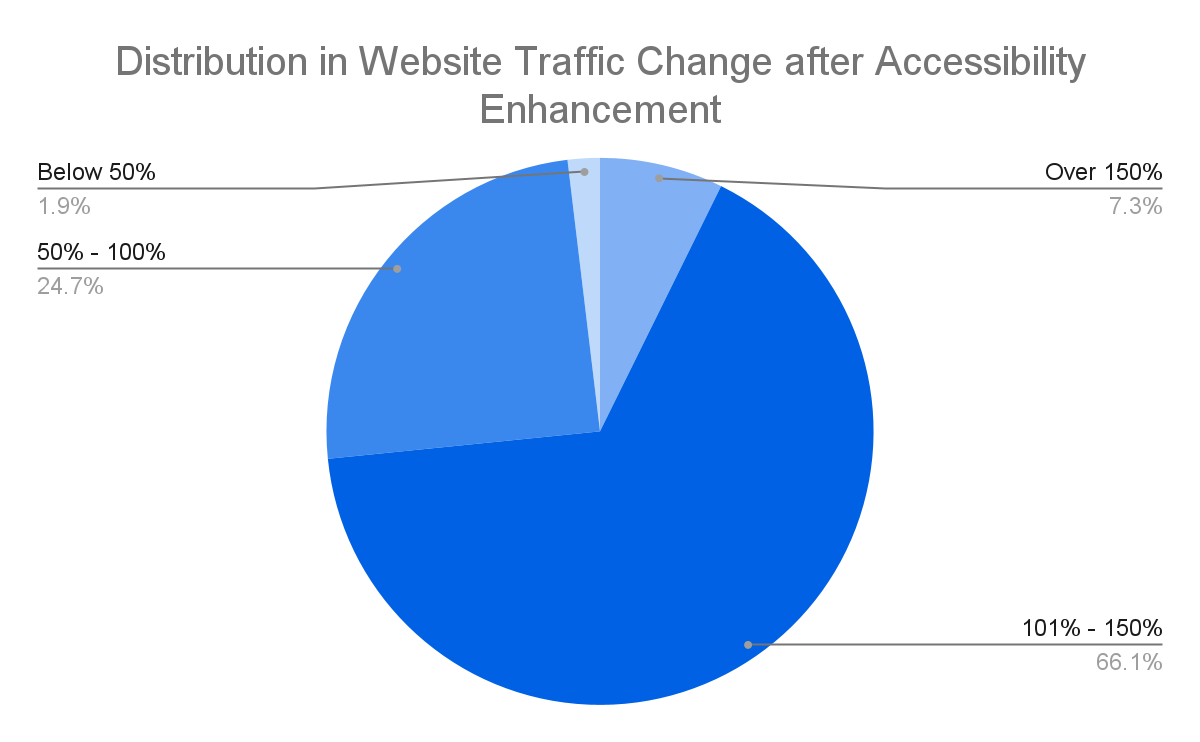 Distribution in Website Traffic Change after Accessibility
Enhancement
Below 50%
1.9%
50% - 100%
24.7%
Over 150%
7.3%
101% - 150%
66.1%